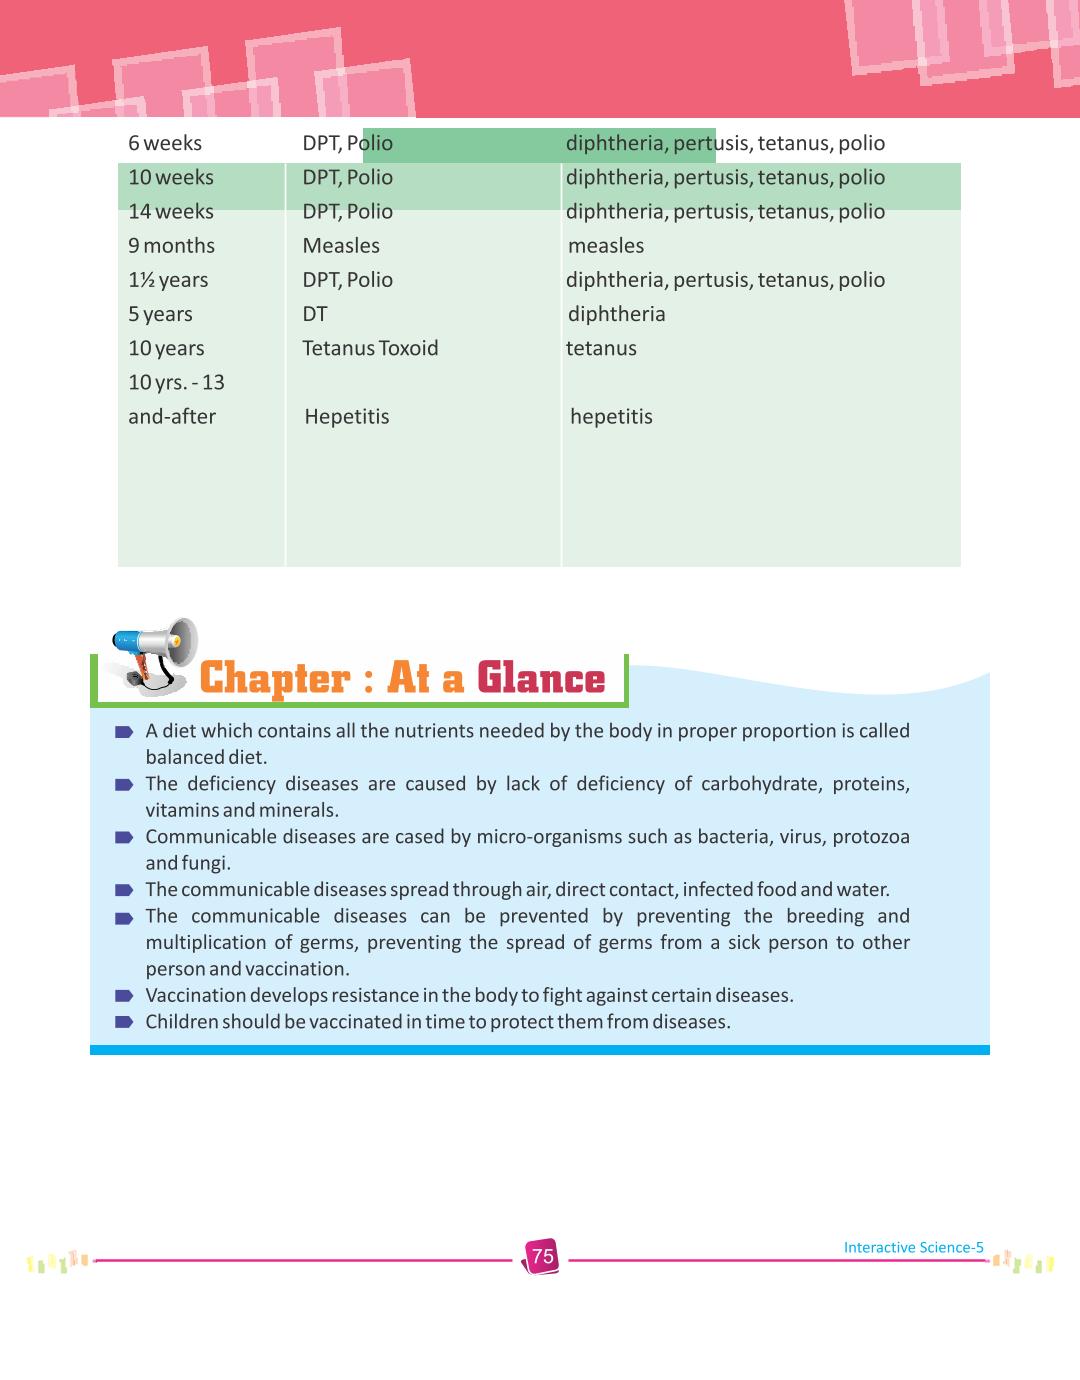 6 weeks DPT, Polio diphtheria, pertusis, tetanus, polio
10 weeks DPT, Polio diphtheria, pertusis, tetanus, polio
14 weeks DPT, Polio diphtheria, pertusis, tetanus, polio
9 months Measles measles
1½ years DPT, Polio diphtheria, pertusis, tetanus, polio
5 years DT diphtheria
10 years Tetanus Toxoid tetanus
10 yrs. - 13
and-after Hepetitis hepetitis
Chapter : At a Glance
A diet which contains all the nutrients needed by the body in proper proportion is called
balanced diet.
The deficiency diseases are caused by lack of deficiency of carbohydrate, proteins,
vitamins and minerals.
Communicable diseases are cased by micro-organisms such as bacteria, virus, protozoa
and fungi.
The communicable diseases spread through air, direct contact, infected food and water.
The communicable diseases can be prevented by preventing the breeding and
multiplication of germs, preventing the spread of germs from a sick person to other
person and vaccination.
Vaccination develops resistance in the body to fight against certain diseases.
Children should be vaccinated in time to protect them from diseases.
Interactive Science-5
75